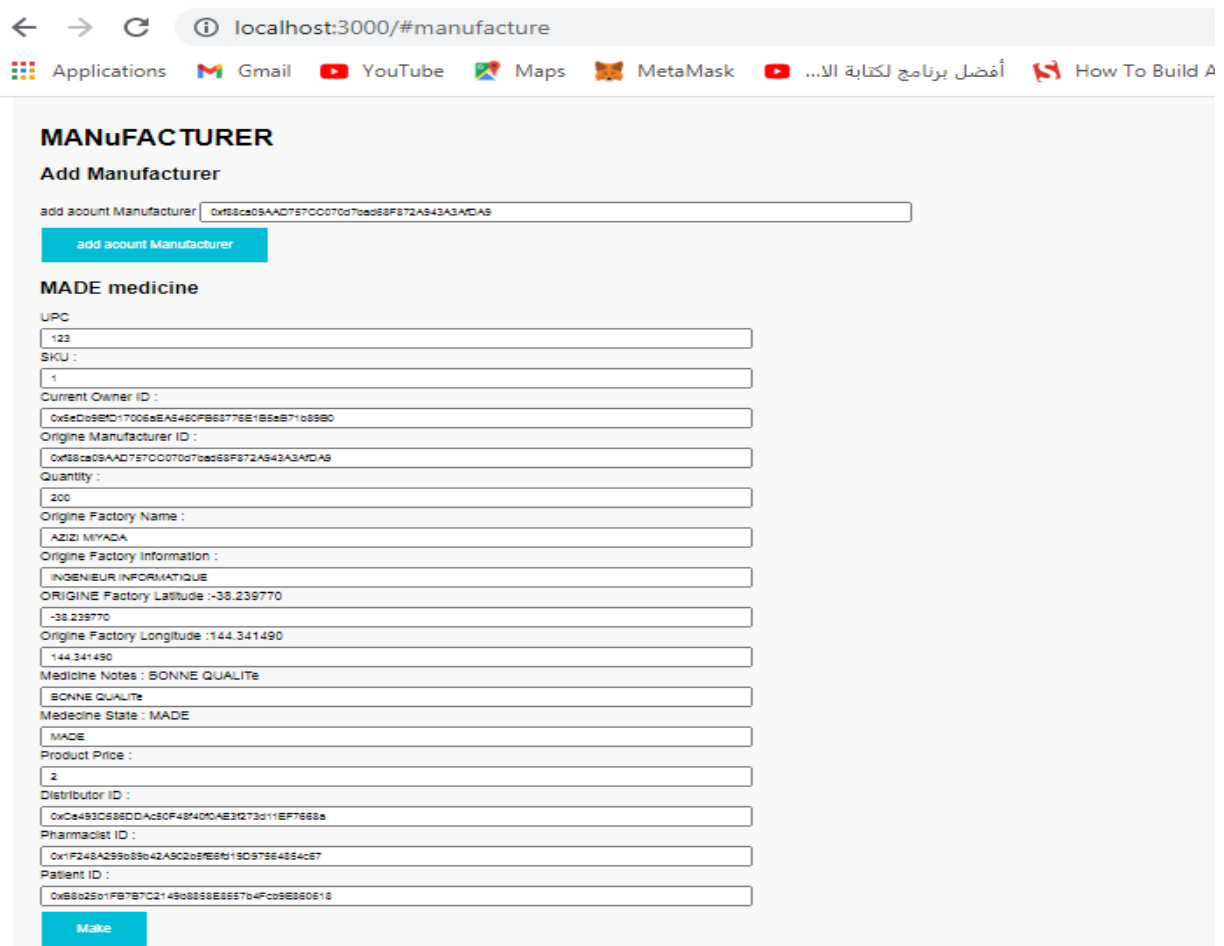 localhost:3000/#manufacture
Applications Gmail YouTube Maps MetaMask أفضل برنامج لكتابة الا... How To Build A
MANuFACTURER
Add Manufacturer
add acount Manufacturer 0xf88ca09AAD757CC070d7bad68F872A943A3AfDA9
add acount Manufacturer
MADE medicine
UPC
123
SKU :
1
Current Owner ID :
Origine Manufacturer ID :
0xf88ca09AAD757CC070d7bad68F872A943A3AfDA9
Quantity :
200
Origine Factory Name :
AZIZI MIYADA
Origine Factory Information :
INGENIEUR INFORMATIQUE
ORIGINE Factory Latitude :-38.239770
-38.239770
Origine Factory Longitude :144.341490
144.341490
Medicine Notes : BONNE QUALITe
BONNE QUALITe
Medecine State : MADE
MADE
Product Price :
2
Distributor ID :
Pharmacist ID :
Patient ID :
Make